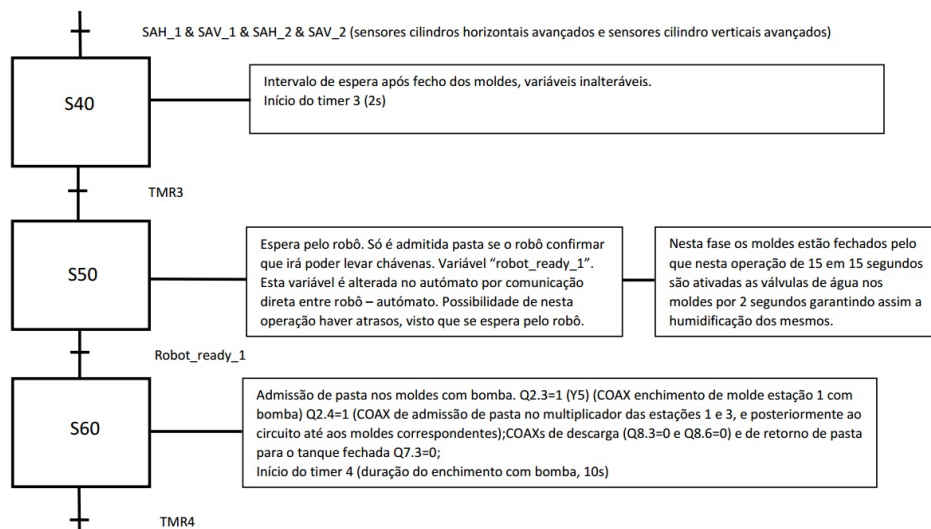 SAH_1 & SAV_1 & SAH_2 & SAV_2 (sensores cilindros horizontais avançados e sensores cilindro verticais avançados)
S40
Intervalo de espera após fecho dos moldes, variáveis inalteráveis.
Início do timer 3 (2s)
TMR3
S50
Espera pelo robô. Só é admitida pasta se o robô confirmar
que irá poder levar chávenas. Variável “robot_ready_1”.
Esta variável é alterada no autómato por comunicação
direta entre robô – autómato. Possibilidade de nesta
operação haver atrasos, visto que se espera pelo robô.
Nesta fase os moldes estão fechados pelo
que nesta operação de 15 em 15 segundos
são ativadas as válvulas de água nos
moldes por 2 segundos garantindo assim a
humidificação dos mesmos.
Robot_ready_1
S60
Admissão de pasta nos moldes com bomba. Q2.3=1 (Y5) (COAX enchimento de molde estação 1 com
bomba) Q2.4=1 (COAX de admissão de pasta no multiplicador das estações 1 e 3, e posteriormente ao
circuito até aos moldes correspondentes);COAXs de descarga (Q8.3=0 e Q8.6=0) e de retorno de pasta
para o tanque fechada Q7.3=0;
Início do timer 4 (duração do enchimento com bomba, 10s)
TMR4